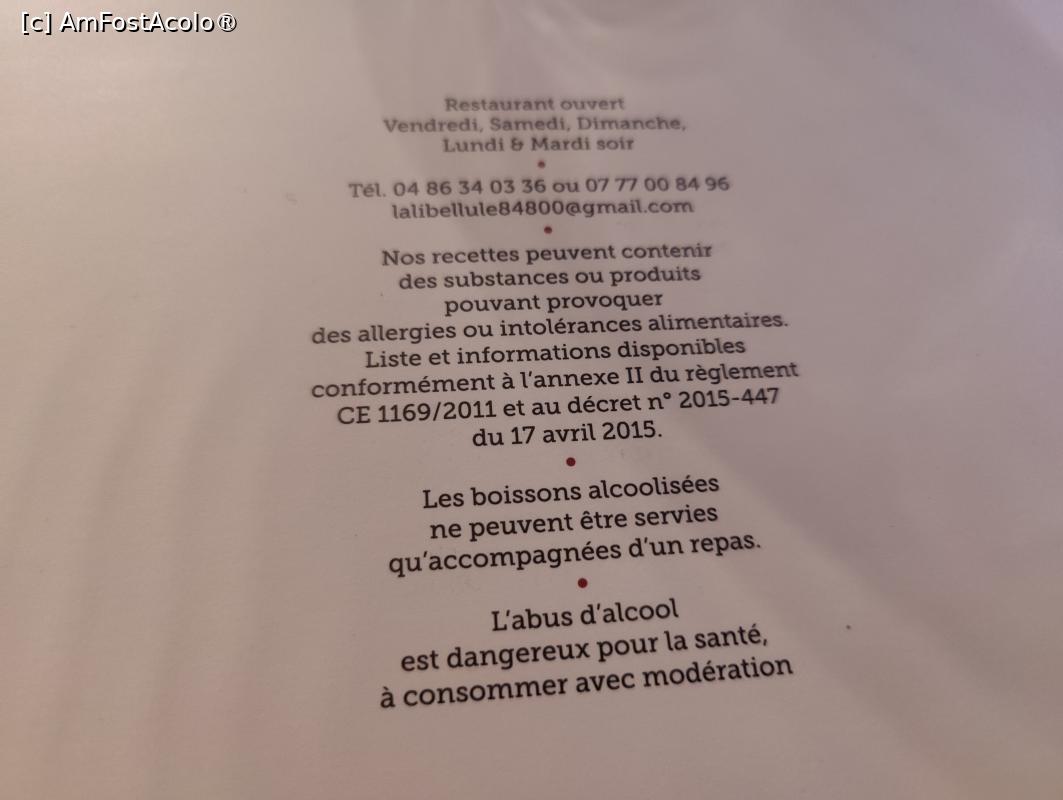 [c] AmFostAcolo®
Restaurant ouvert
Vendredi, Samedi, Dimanche,
Lundi & Mardi soir
Tél. 04 86 34 03 36 ou 07 77 00 84 96
lalibellule84800@gmail.com
Nos recettes peuvent contenir
des substances ou produits
pouvant provoquer
des allergies ou intolérances alimentaires.
Liste et informations disponibles
conformément à l'annexe II du règlement
CE 1169/2011 et au décret n° 2015-447
du 17 avril 2015.
Les boissons alcoolisées
ne peuvent être servies
qu'accompagnées d'un repas.
L'abus d'alcool
est dangereux pour la santé,
à consommer avec modération